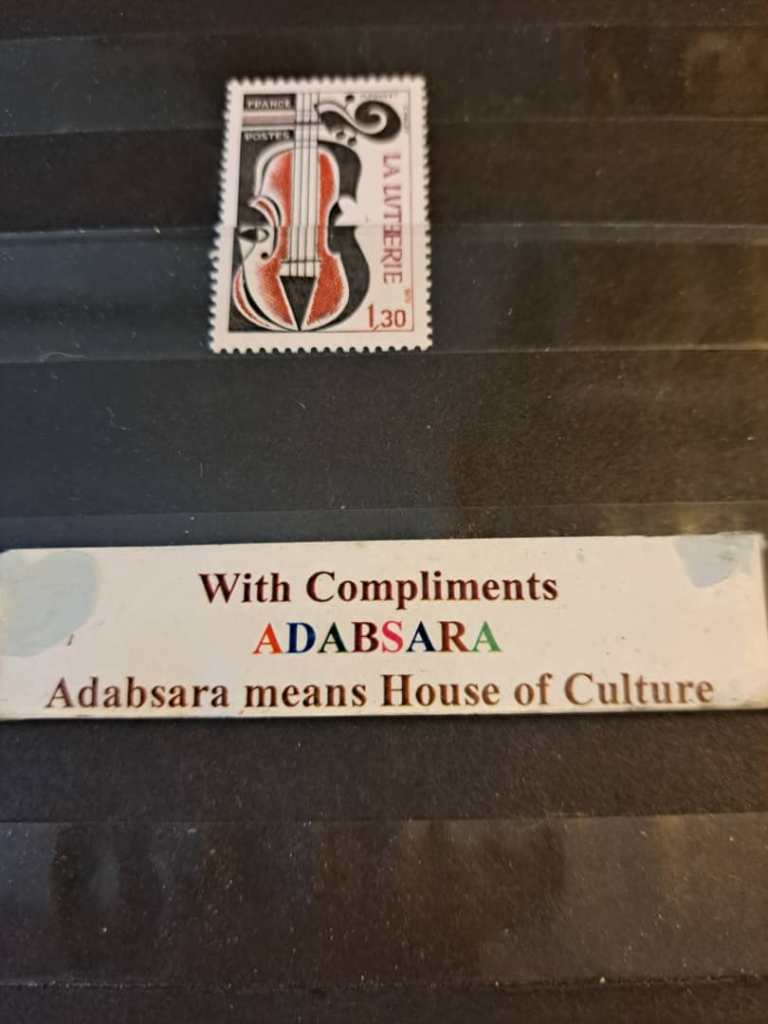 FRANCE
POSTES
LA LUTHERIE
1,30
With Compliments
ADABSARA
Adabsara means House of Culture